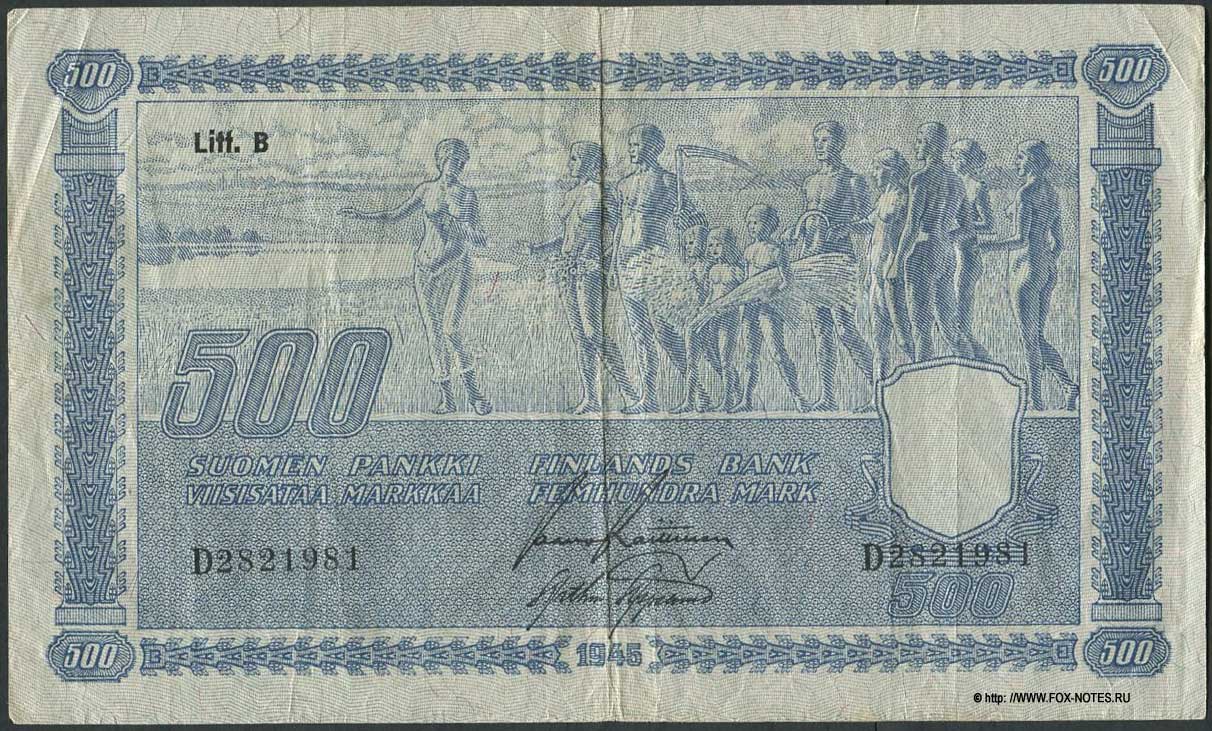 500
500
Litt. B
500
SUOMEN PANKKI FINLANDS BANK
VIISISATAA MARKKAA FEMHUNDRA MARK
D2821981
D2821981
500
500
1945
500
© http: //WWW.FOX-NOTES.РУ